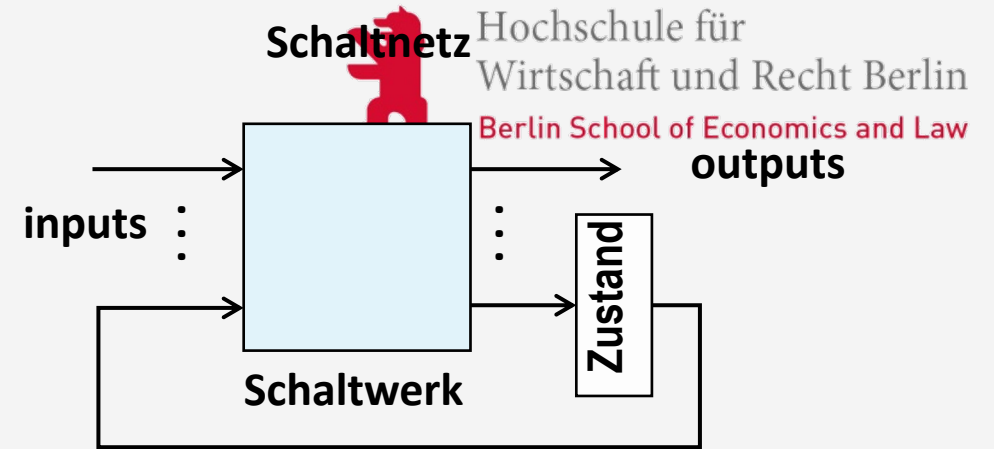 Schaltnetz
Hochschule für
Wirtschaft und Recht Berlin
Berlin School of Economics and Law
outputs
inputs
Zustand
Schaltwerk